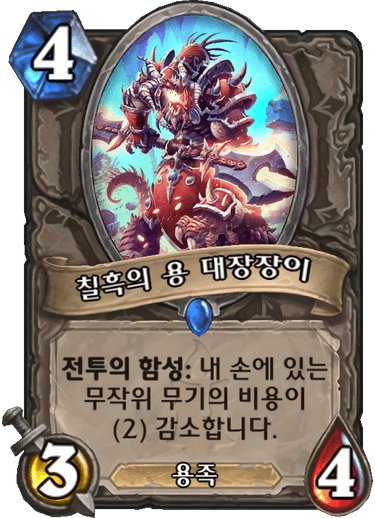 4
칠흑의 용 대장장이
전투의 함성: 내 손에 있는
무작위 무기의 비용이
(2) 감소합니다.
3
용족
4